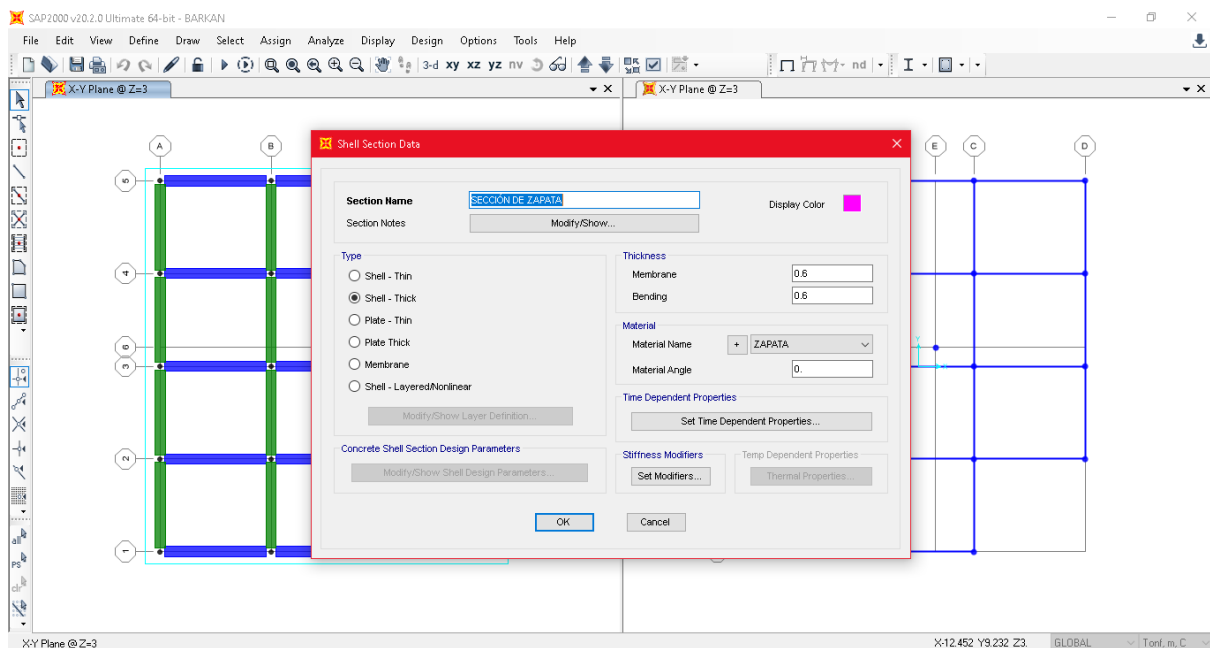 SAP2000 v20.2.0 Ultimate 64-bit - BARKAN
File Edit View Define Draw Select Assign Analyze Display Design Options Tools Help
3-d xy xz yz nv
nd
X-Y Plane @ Z=3
X-Y Plane @ Z=3
A B E C D
5
4
6
3
2
1
Shell Section Data
Section Name SECCIÓN DE ZAPATA Display Color
Section Notes Modify/Show...
Type
Shell - Thin
Shell - Thick
Plate - Thin
Plate Thick
Membrane
Shell - Layered/Nonlinear
Modify/Show Layer Definition...
Concrete Shell Section Design Parameters
Modify/Show Shell Design Parameters...
Thickness
Membrane 0.6
Bending 0.6
Material
Material Name + ZAPATA
Material Angle 0.
Time Dependent Properties
Set Time Dependent Properties...
Stiffness Modifiers
Set Modifiers...
Temp Dependent Properties
Thermal Properties...
OK Cancel
Y
all
PS
clr
X-Y Plane @ Z=3 X-12.452 Y9.232 Z3. GLOBAL Tonf, m, C